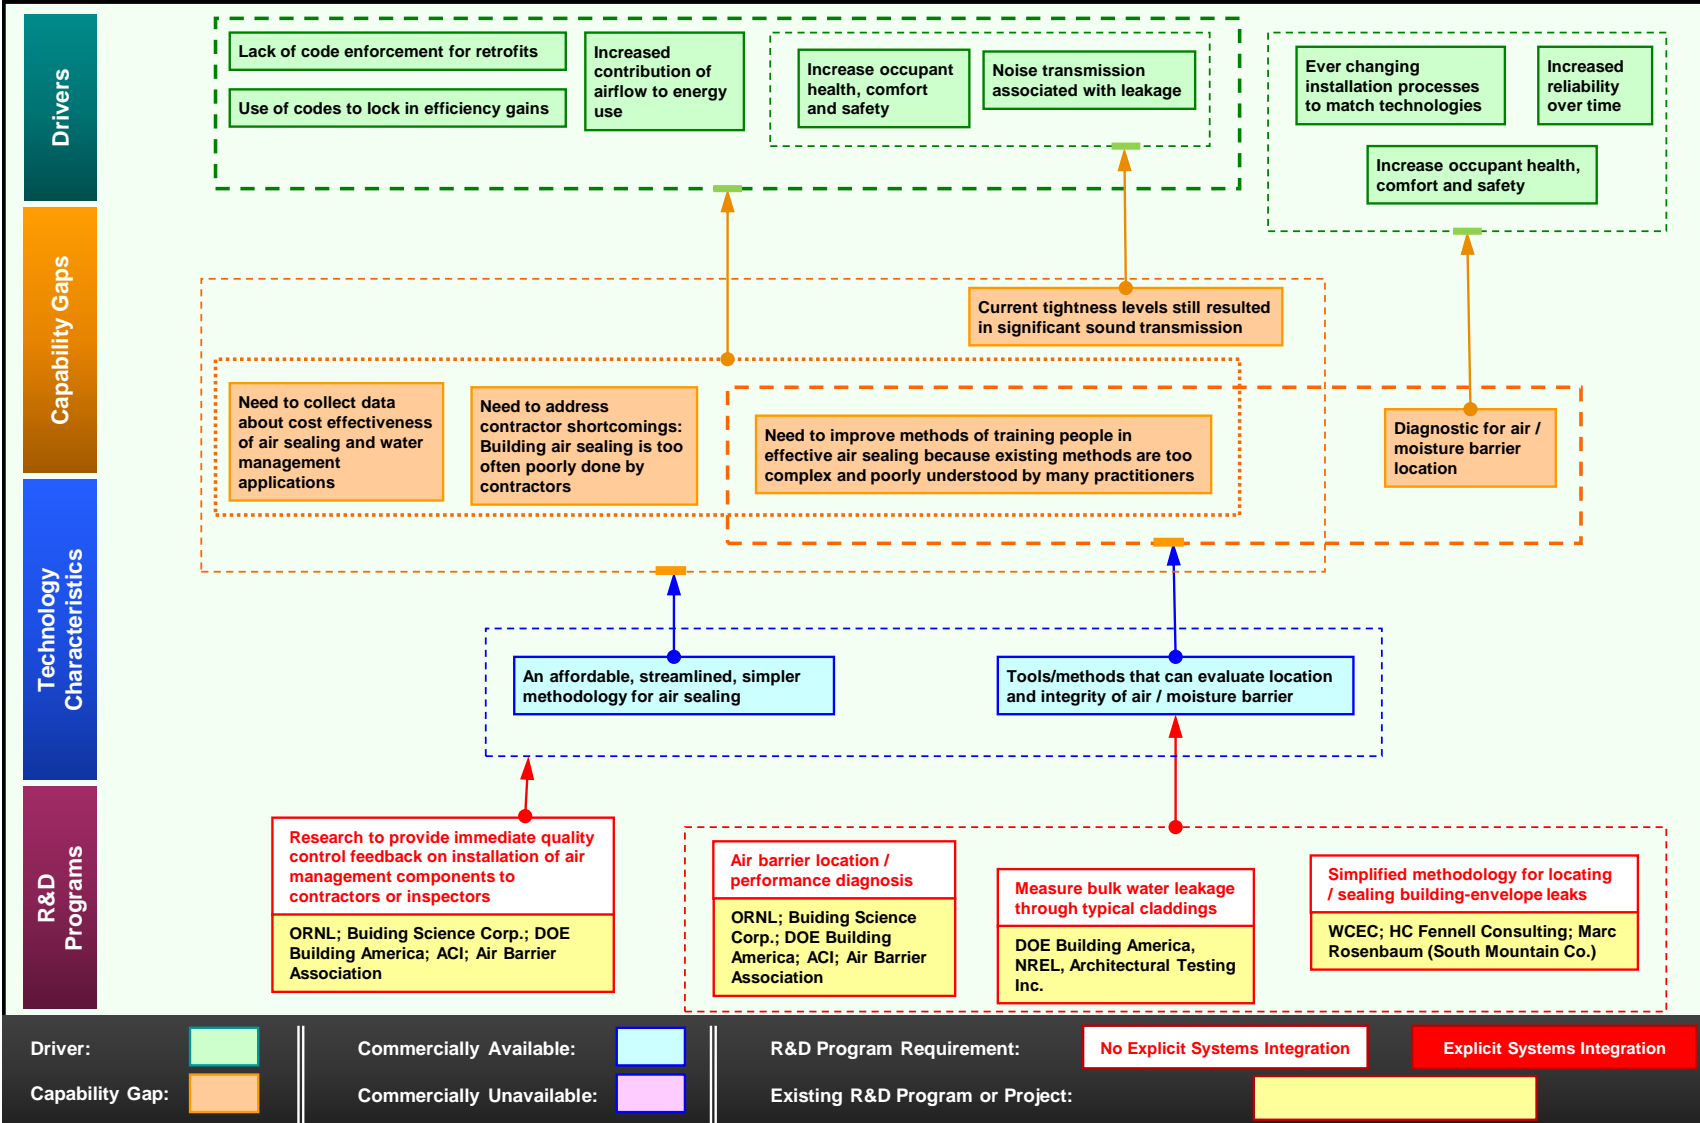 Drivers
Lack of code enforcement for retrofits
Use of codes to lock in efficiency gains
Increased
contribution of
airflow to energy
use
Increase occupant
health, comfort
and safety
Noise transmission
associated with leakage
Ever changing
installation processes
to match technologies
Increased
reliability
over time
Increase occupant health,
comfort and safety
Capability Gaps
Current tightness levels still resulted
in significant sound transmission
Need to collect data
about cost effectiveness
of air sealing and water
management
applications
Need to address
contractor shortcomings:
Building air sealing is too
often poorly done by
contractors
Need to improve methods of training people in
effective air sealing because existing methods are too
complex and poorly understood by many practitioners
Diagnostic for air /
moisture barrier
location
Technology
Characteristics
An affordable, streamlined, simpler
methodology for air sealing
Tools/methods that can evaluate location
and integrity of air / moisture barrier
R&D
Programs
Research to provide immediate quality
control feedback on installation of air
management components to
contractors or inspectors
ORNL; Buiding Science Corp.; DOE
Building America; ACI; Air Barrier
Association
Air barrier location /
performance diagnosis
ORNL; Buiding Science
Corp.; DOE Building
America; ACI; Air Barrier
Association
Measure bulk water leakage
through typical claddings
DOE Building America,
NREL, Architectural Testing
Inc.
Simplified methodology for locating
/ sealing building-envelope leaks
WCEC; HC Fennell Consulting; Marc
Rosenbaum (South Mountain Co.)
Driver:
Capability Gap:
Commercially Available:
Commercially Unavailable:
R&D Program Requirement:
No Explicit Systems Integration
Explicit Systems Integration
Existing R&D Program or Project: